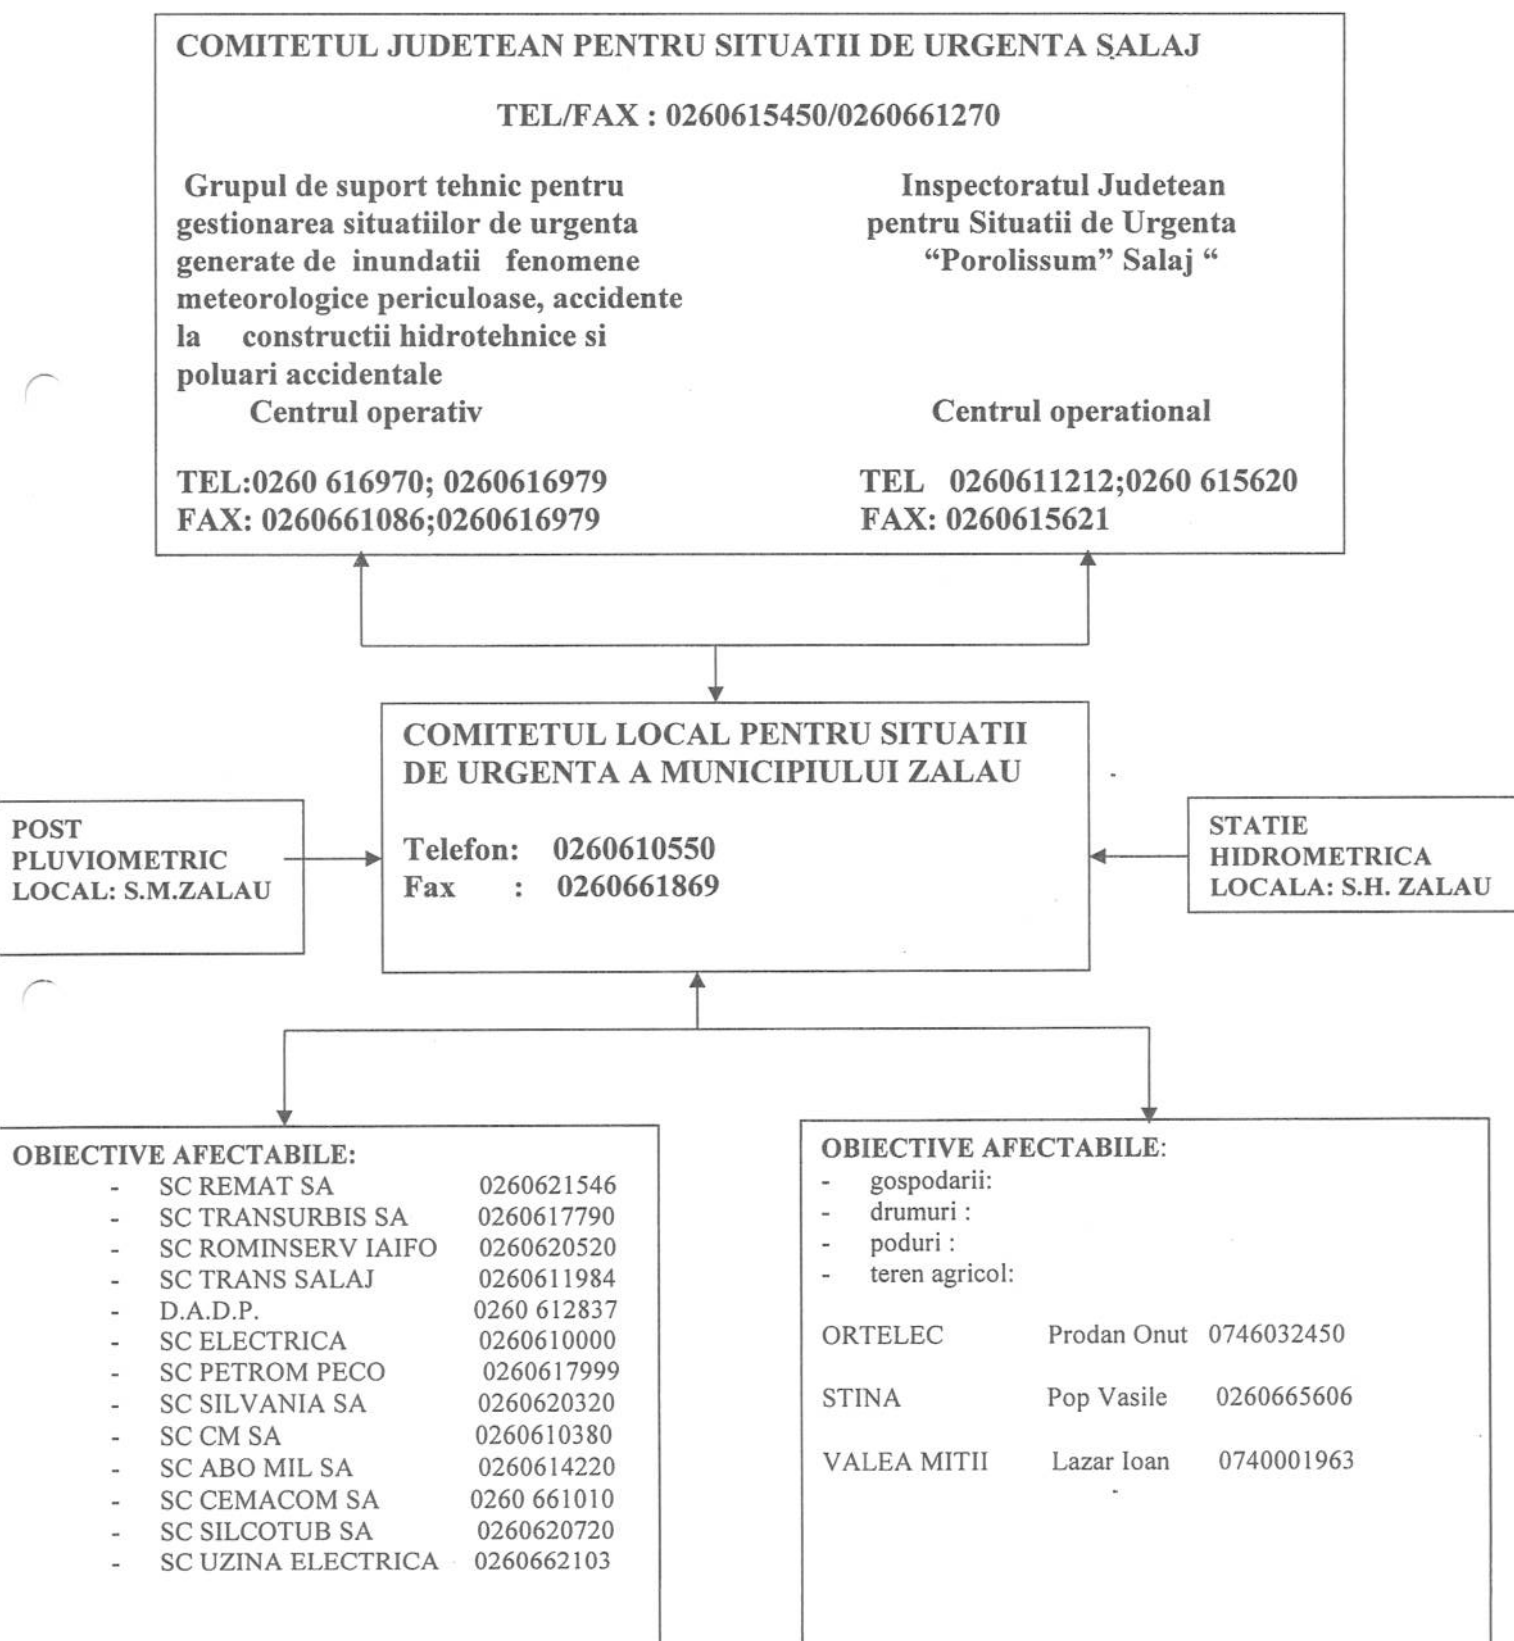 COMITETUL JUDETEAN PENTRU SITUATII DE URGENTA SALAJ
TEL/FAX : 0260615450/0260661270
Grupul de suport tehnic pentru
gestionarea situatiilor de urgenta
generate de inundatii fenomene
meteorologice periculoase, accidente
la constructii hidrotehnice si
poluari accidentale
Centrul operativ
TEL:0260 616970; 0260616979
FAX: 0260661086;0260616979
Inspectoratul Judetean
pentru Situatii de Urgenta
“Porolissum” Salaj “
Centrul operational
TEL 0260611212;0260 615620
FAX: 0260615621
COMITETUL LOCAL PENTRU SITUATII
DE URGENTA A MUNICIPIULUI ZALAU
Telefon: 0260610550
Fax : 0260661869
POST
PLUVIOMETRIC
LOCAL: S.M.ZALAU
STATIE
HIDROMETRICA
LOCALA: S.H. ZALAU
OBIECTIVE AFECTABILE:
- SC REMAT SA 0260621546
- SC TRANSURBIS SA 0260617790
- SC ROMINSERV IAIFO 0260620520
- SC TRANS SALAJ 0260611984
- D.A.D.P. 0260 612837
- SC ELECTRICA 0260610000
- SC PETROM PECO 0260617999
- SC SILVANIA SA 0260620320
- SC CM SA 0260610380
- SC ABO MIL SA 0260614220
- SC CEMACOM SA 0260 661010
- SC SILCOTUB SA 0260620720
- SC UZINA ELECTRICA 0260662103
OBIECTIVE AFECTABILE:
- gospodarii:
- drumuri :
- poduri :
- teren agricol:
ORTELEC Prodan Onut 0746032450
STINA Pop Vasile 0260665606
VALEA MITII Lazar Ioan 0740001963